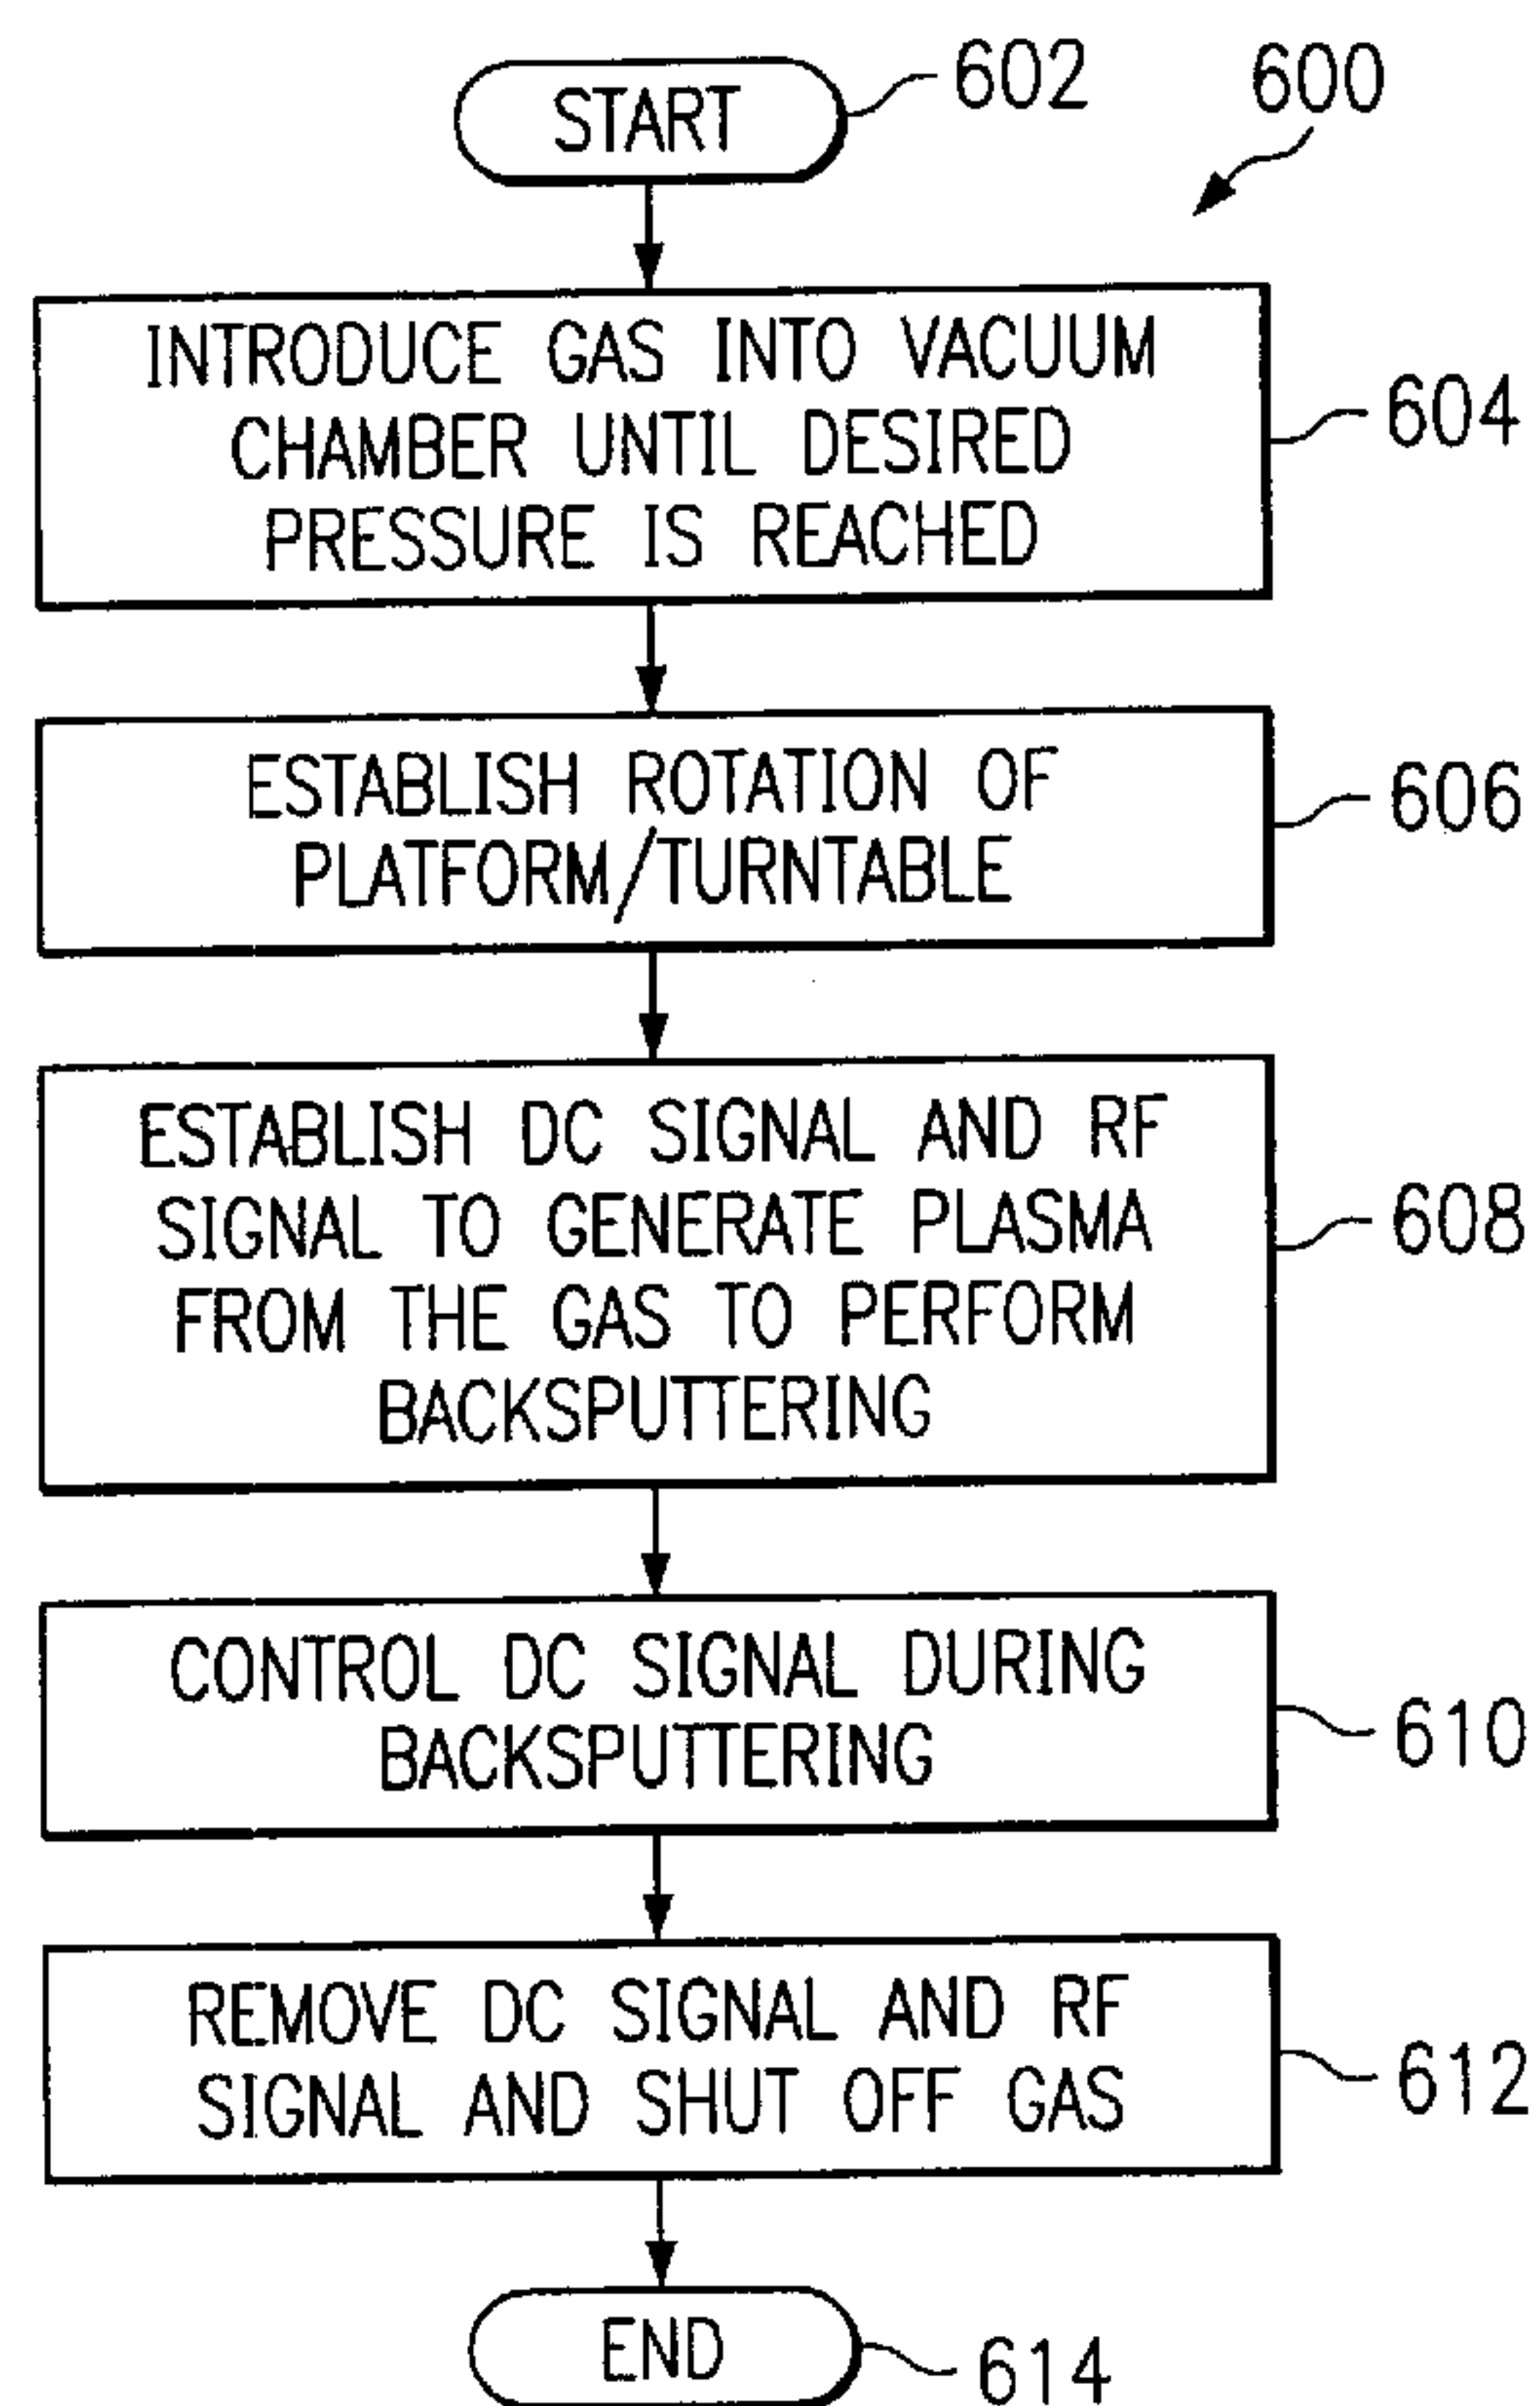 START
602
600
INTRODUCE GAS INTO VACUUM
CHAMBER UNTIL DESIRED
PRESSURE IS REACHED
604
ESTABLISH ROTATION OF
PLATFORM/TURNTABLE
606
ESTABLISH DC SIGNAL AND RF
SIGNAL TO GENERATE PLASMA
FROM THE GAS TO PERFORM
BACKSPUTTERING
608
CONTROL DC SIGNAL DURING
BACKSPUTTERING
610
REMOVE DC SIGNAL AND RF
SIGNAL AND SHUT OFF GAS
612
END
614